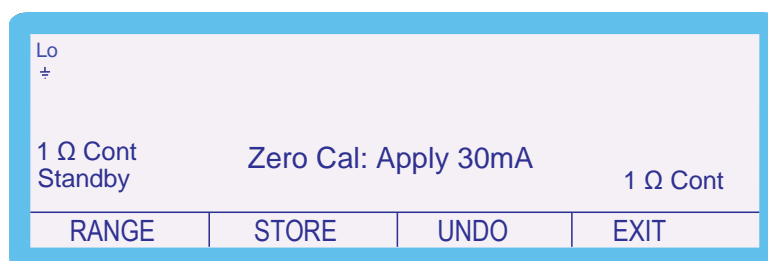 Lo
1 Ω Cont
Standby
Zero Cal: Apply 30mA
1 Ω Cont
RANGE
STORE
UNDO
EXIT